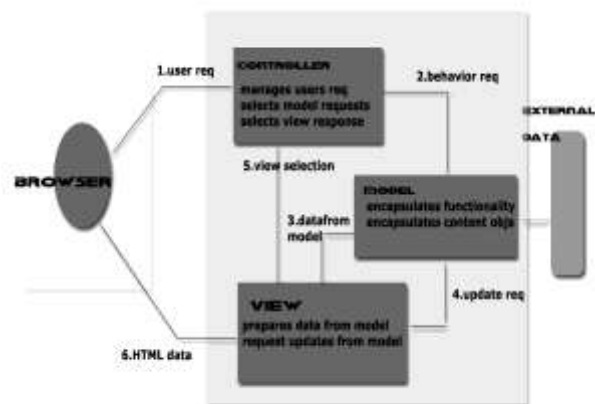 CONTROLLER
1.user req
2.behavior req
manages users req
selects model requests
selects view response
EXTERNAL
DATA
5.view selection
BROWSER
MODEL
encapsulates functionality
encapsulates content objs
3.datafrom
model
4.update req
VIEW
prepares data from model
request updates from model
6.HTML data